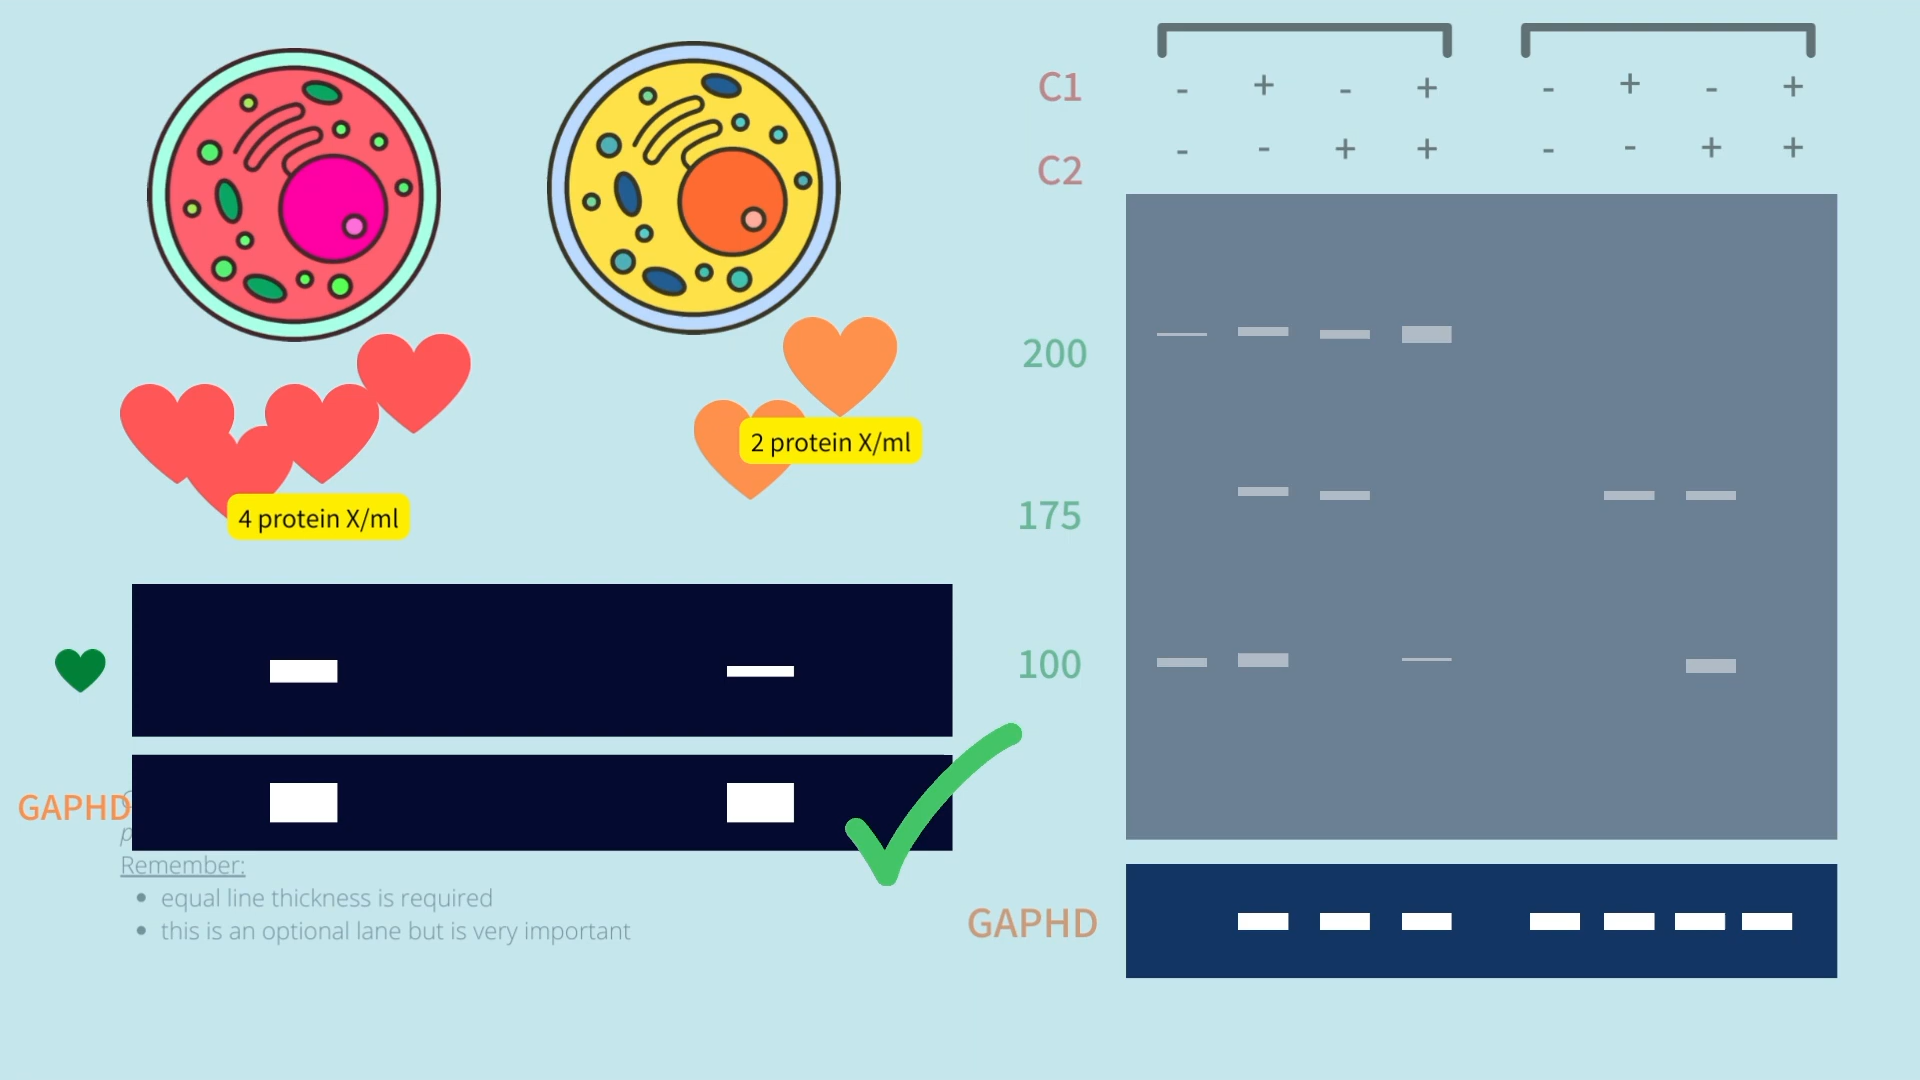 C1 - + - + - + - +
C2 - - + + - - + +
200
175
100
2 protein X/ml
4 protein X/ml
GAPHD
p
Remember:
equal line thickness is required
this is an optional lane but is very important
GAPHD